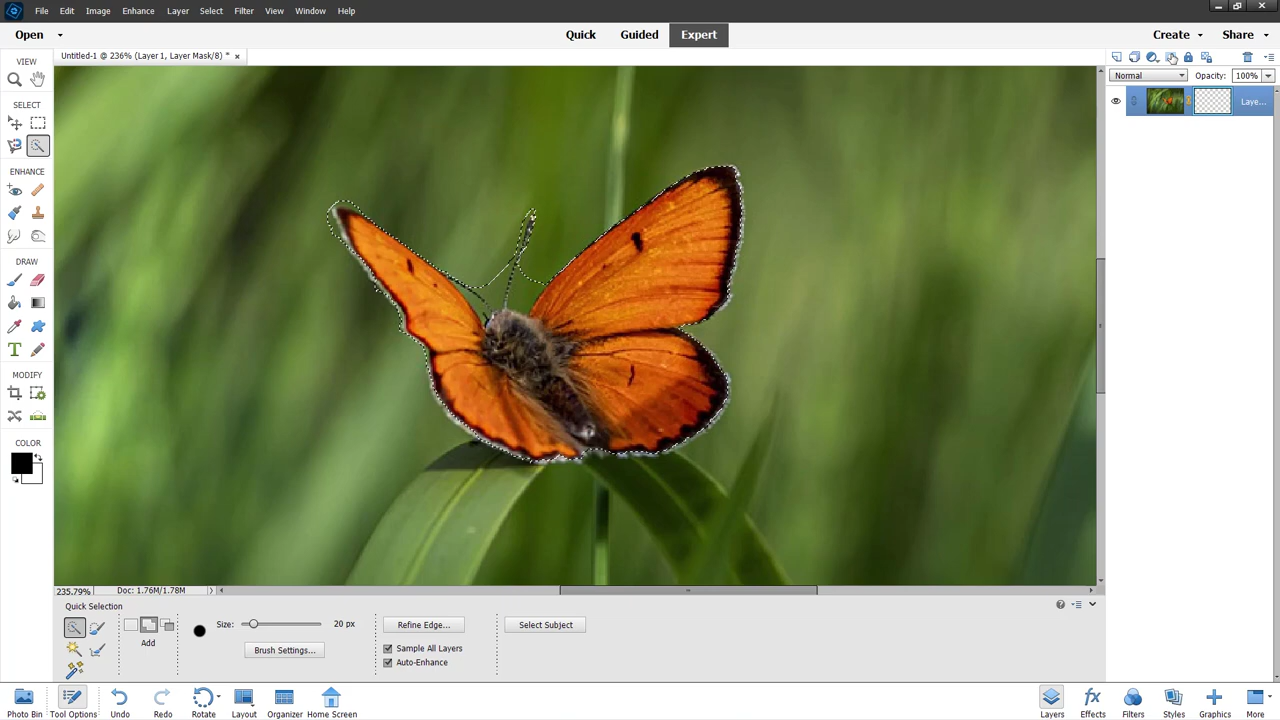 File Edit Image Enhance Layer Select Filter View Window Help
Open Quick Guided Expert Create Share
Untitled-1 @ 236% (Layer 1, Layer Mask/8) * ×
VIEW
SELECT
ENHANCE
DRAW
MODIFY
COLOR
Normal Opacity: 100%
Laye...
235.79% Doc: 1.76M/1.78M
Quick Selection
Add
Size: 20 px
Brush Settings...
Refine Edge...
Sample All Layers
Auto-Enhance
Select Subject
Photo Bin Tool Options Undo Redo Rotate Layout Organizer Home Screen Layers Effects Filters Styles Graphics More